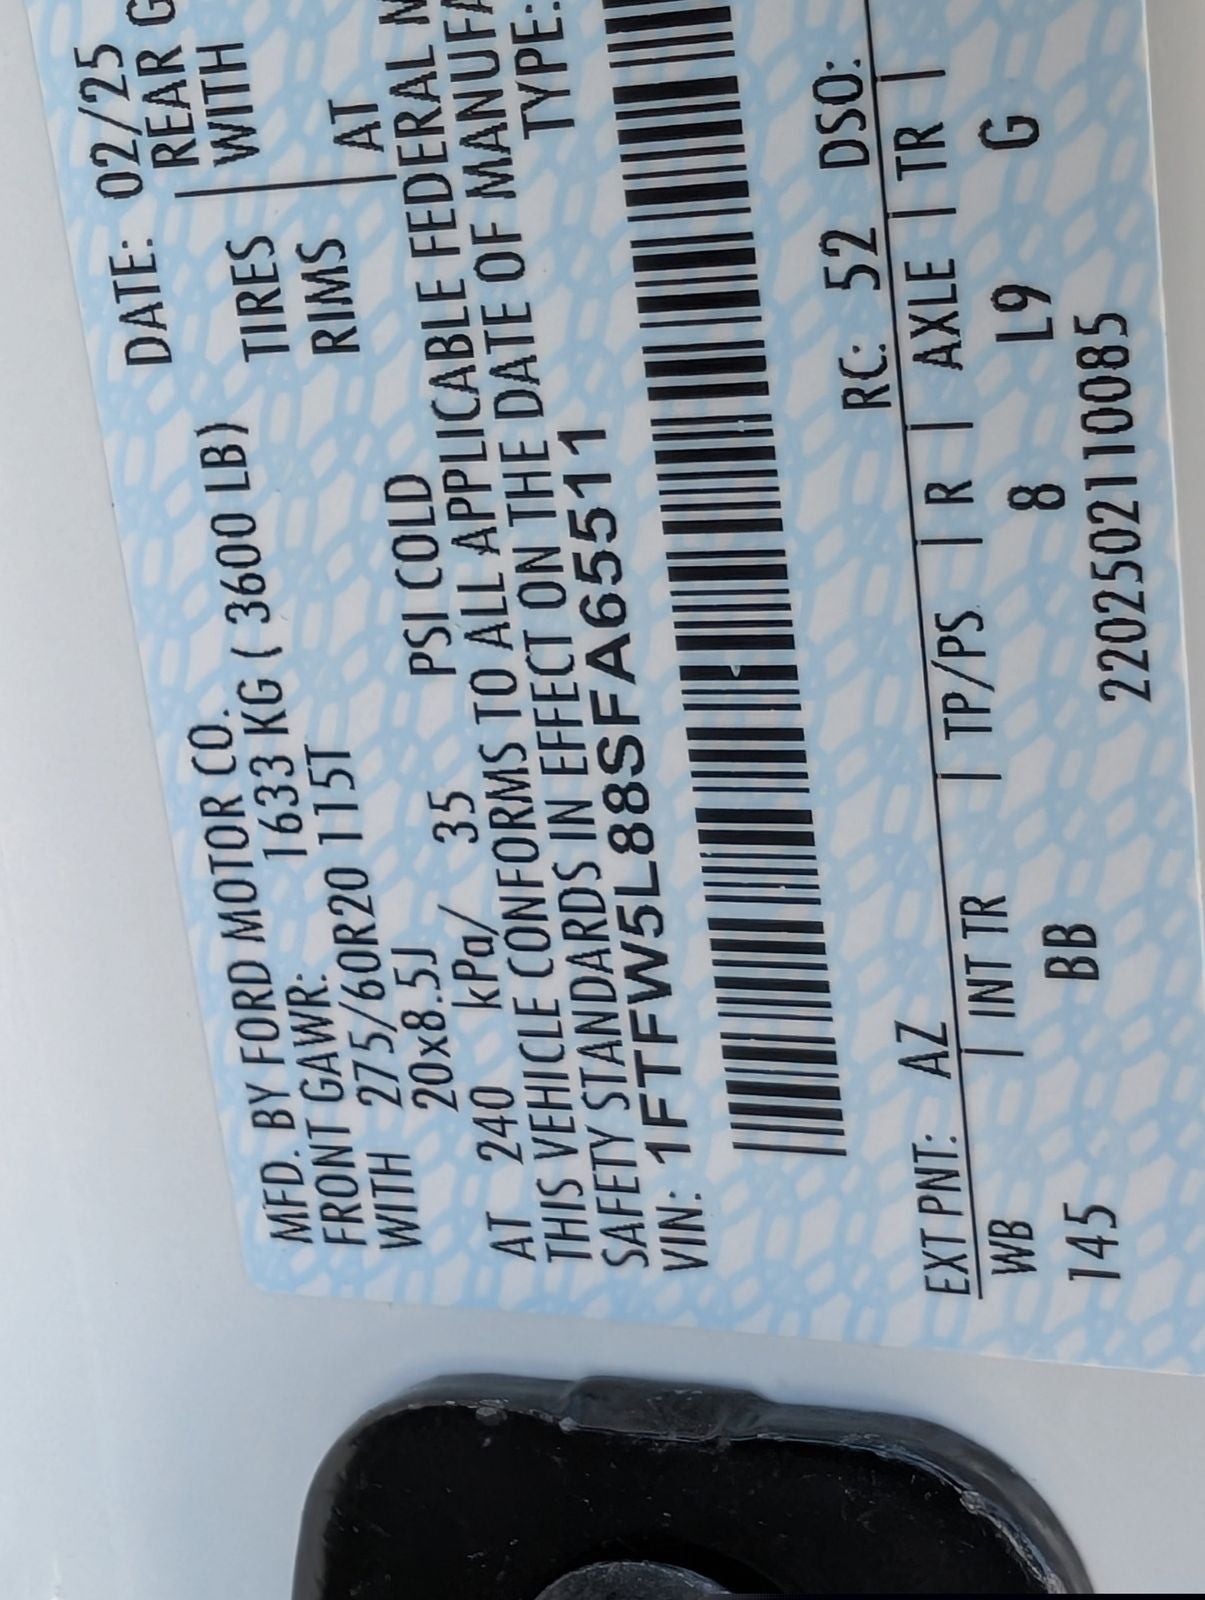 MFD. BY FORD MOTOR CO. DATE: 02/25
FRONT GAWR: 1633 KG ( 3600 LB) REAR G
WITH 275/60R20 115T TIRES WITH
20x8.5J RIMS
AT 240 kPa/ 35 PSI COLD AT
THIS VEHICLE CONFORMS TO ALL APPLICABLE FEDERAL M
SAFETY STANDARDS IN EFFECT ON THE DATE OF MANUFA
VIN: 1FTFW5L88SFA65511 TYPE:
EXT PNT: AZ RC: 52 DSO:
WB | INT TR | TP/PS | R | AXLE | TR |
145 BB 8 L9 G
2202502110085